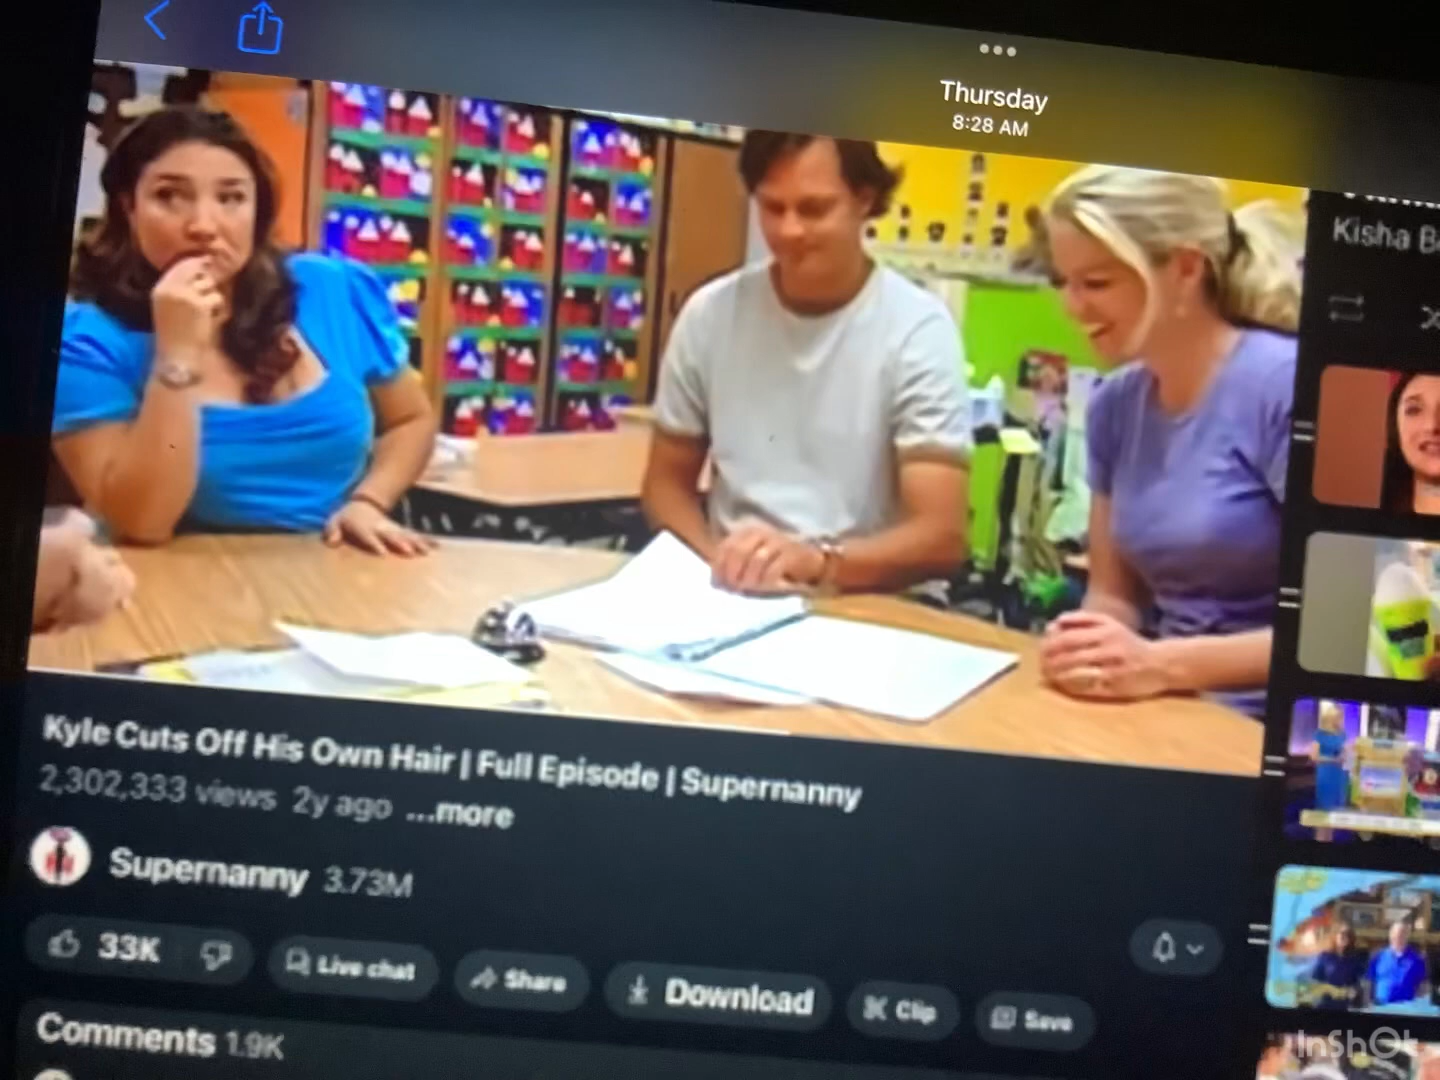 Thursday
8:28 AM
Kisha
Kyle Cuts Off His Own Hair | Full Episode | Supernanny
2,302,333 views 2y ago ...more
Supernanny 3.73M
33K
Live chat
Share
Download
Clip
Save
Comments 1.9K
InShOt